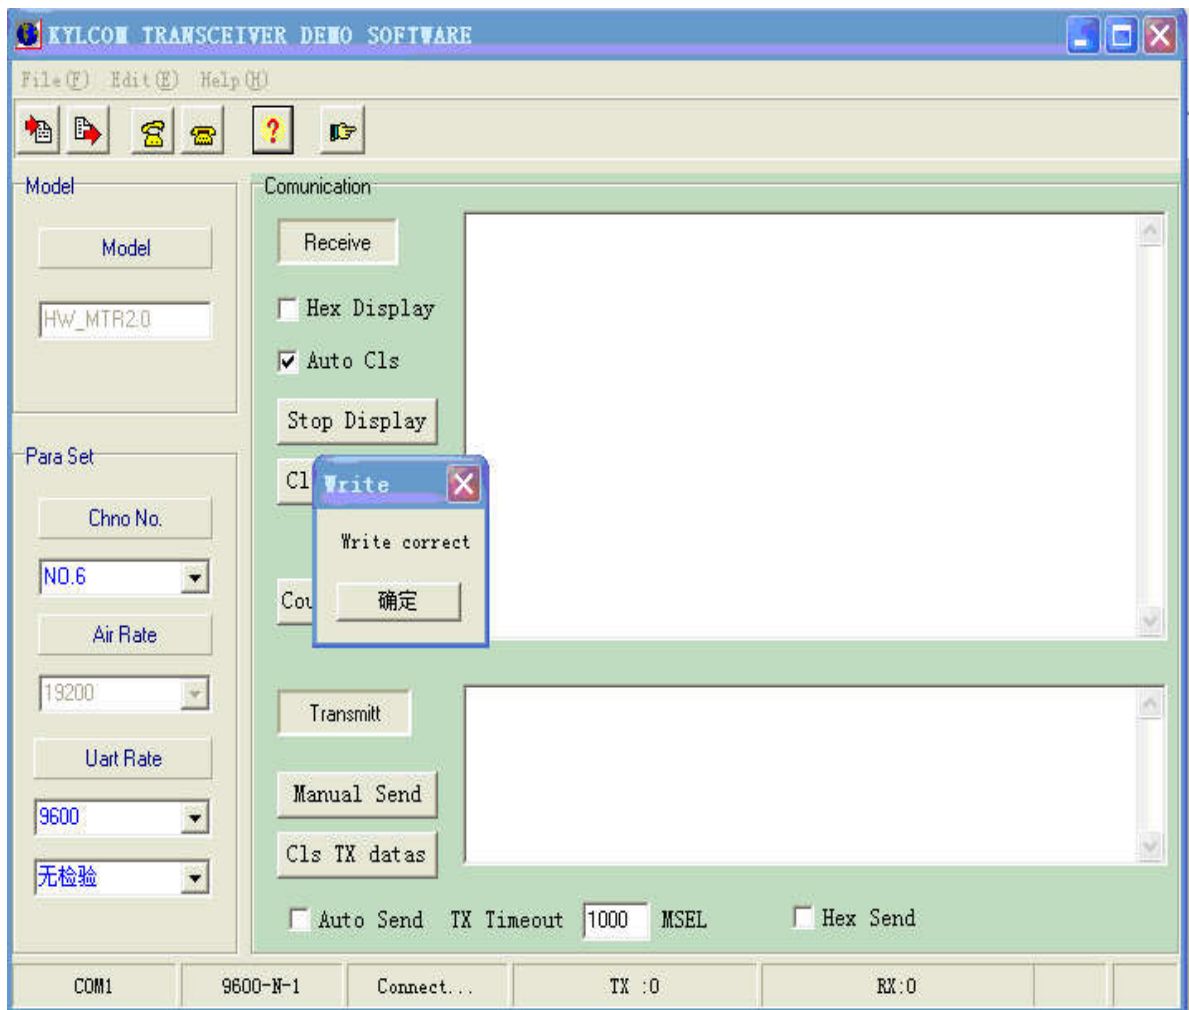 KYLCOM TRANSCEIVER DEMO SOFTWARE
File(F) Edit(E) Help(H)
Model
Model
HW_MTR2.0
Para Set
Chno No.
NO.6
Air Rate
19200
Uart Rate
9600
无检验
Comunication
Receive
Hex Display
Auto Cls
Stop Display
Cl
Cou
Write
Write correct
确定
Transmitt
Manual Send
Cls TX datas
Auto Send TX Timeout 1000 MSEL Hex Send
COM1 9600-N-1 Connect... TX :0 RX:0